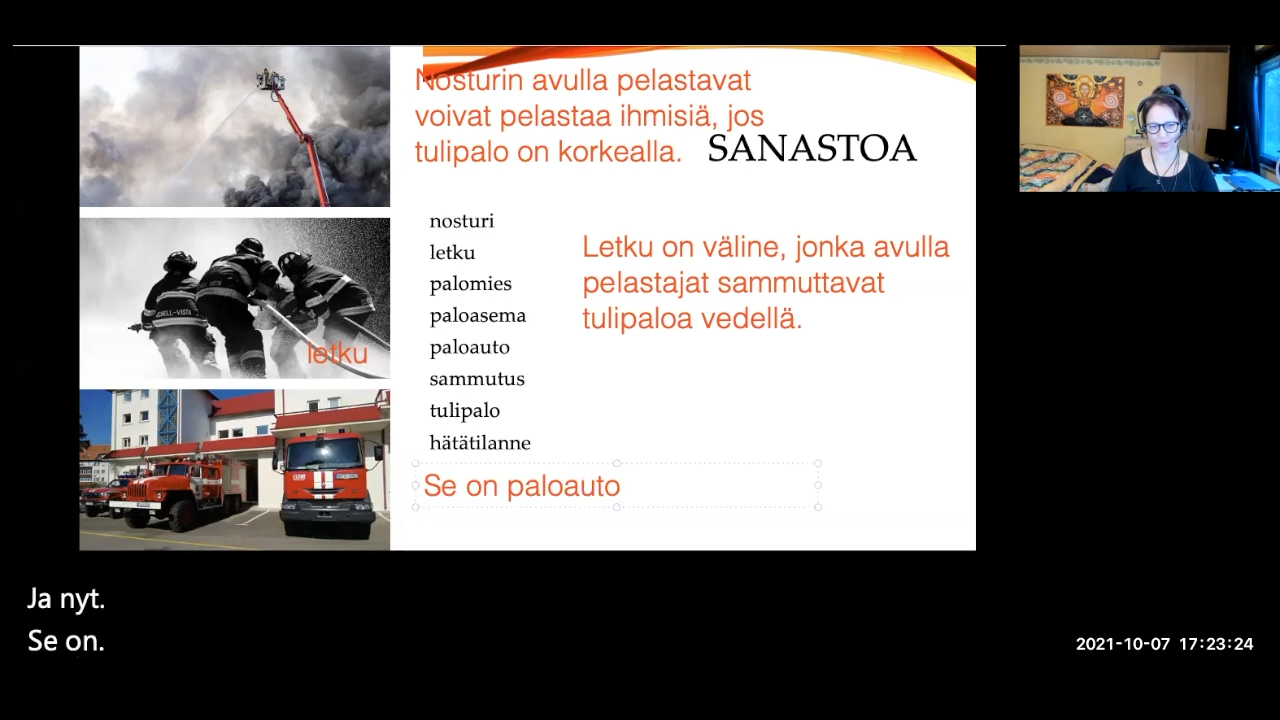 Nosturin avulla pelastavat
voivat pelastaa ihmisiä, jos
tulipalo on korkealla.
SANASTOA
nosturi
letku
palomies
paloasema
paloauto
sammutus
tulipalo
hätätilanne
Letku on väline, jonka avulla
pelastajat sammuttavat
tulipaloa vedellä.
letku
Se on paloauto
Ja nyt.
Se on.
2021-10-07 17:23:24